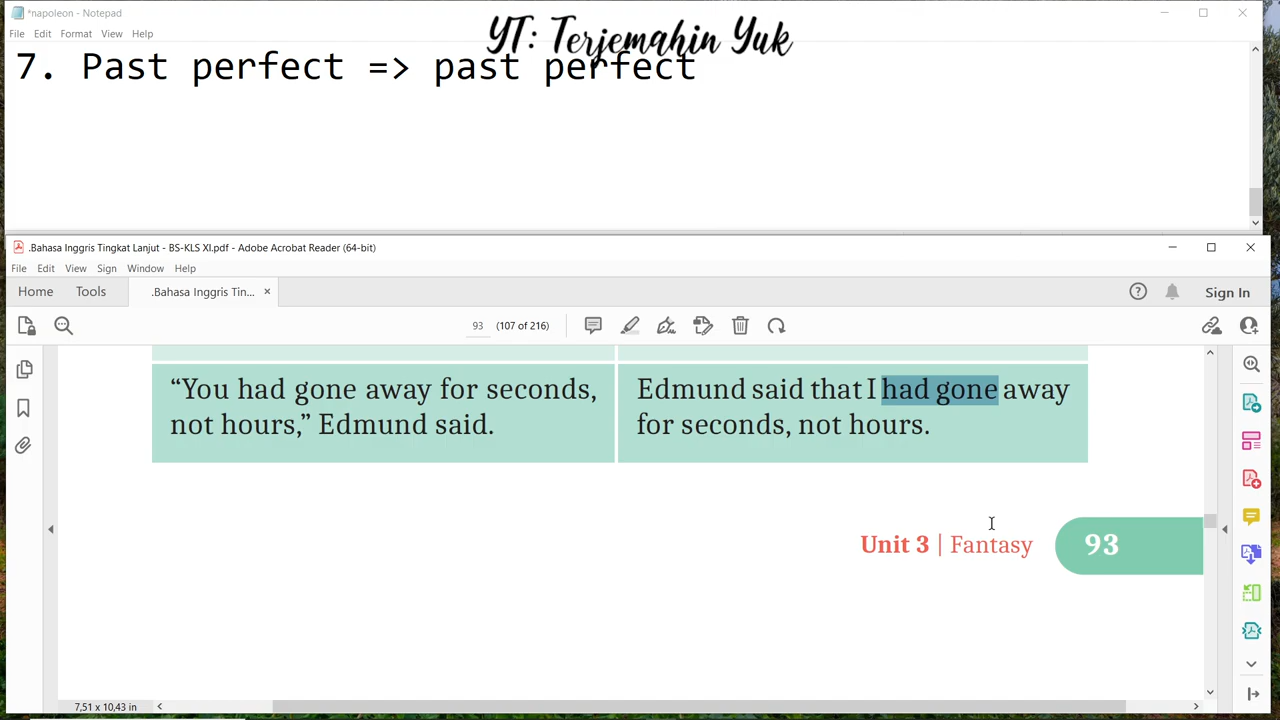 *napoleon - Notepad
File Edit Format View Help
YT: Terjemahin Yuk
7. Past perfect => past perfect
.Bahasa Inggris Tingkat Lanjut - BS-KLS XI.pdf - Adobe Acrobat Reader (64-bit)
File Edit View Sign Window Help
Home Tools .Bahasa Inggris Tin... × Sign In
93 (107 of 216)
“You had gone away for seconds,
not hours,” Edmund said.
Edmund said that I had gone away
for seconds, not hours.
Unit 3 | Fantasy 93
7,51 x 10,43 in